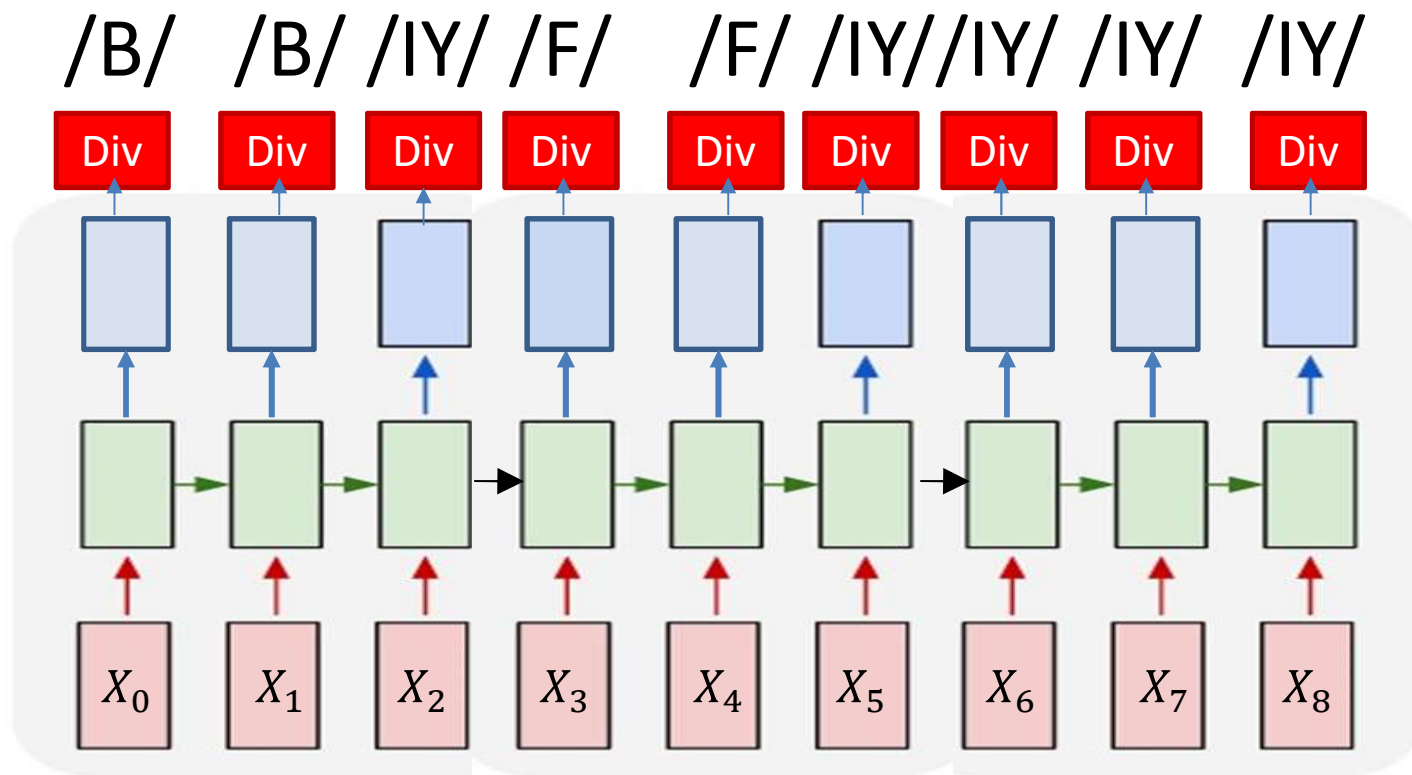 /B/ /B/ /IY/ /F/ /F/ /IY/ /IY/ /IY/ /IY/
Div Div Div Div Div Div Div Div Div
X₀ X₁ X₂ X₃ X₄ X₅ X₆ X₇ X₈